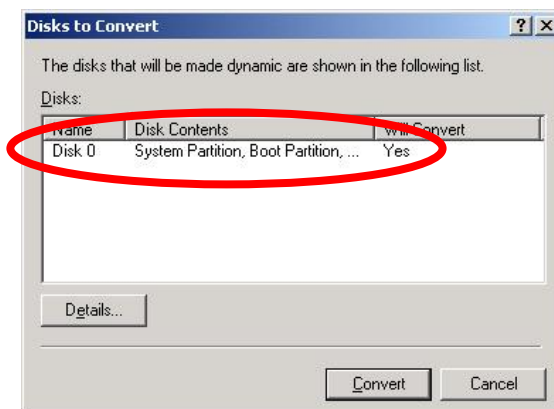 Disks to Convert
The disks that will be made dynamic are shown in the following list.
Disks:
Name Disk Contents Will Convert
Disk 0 System Partition, Boot Partition, ... Yes
Details...
Convert Cancel